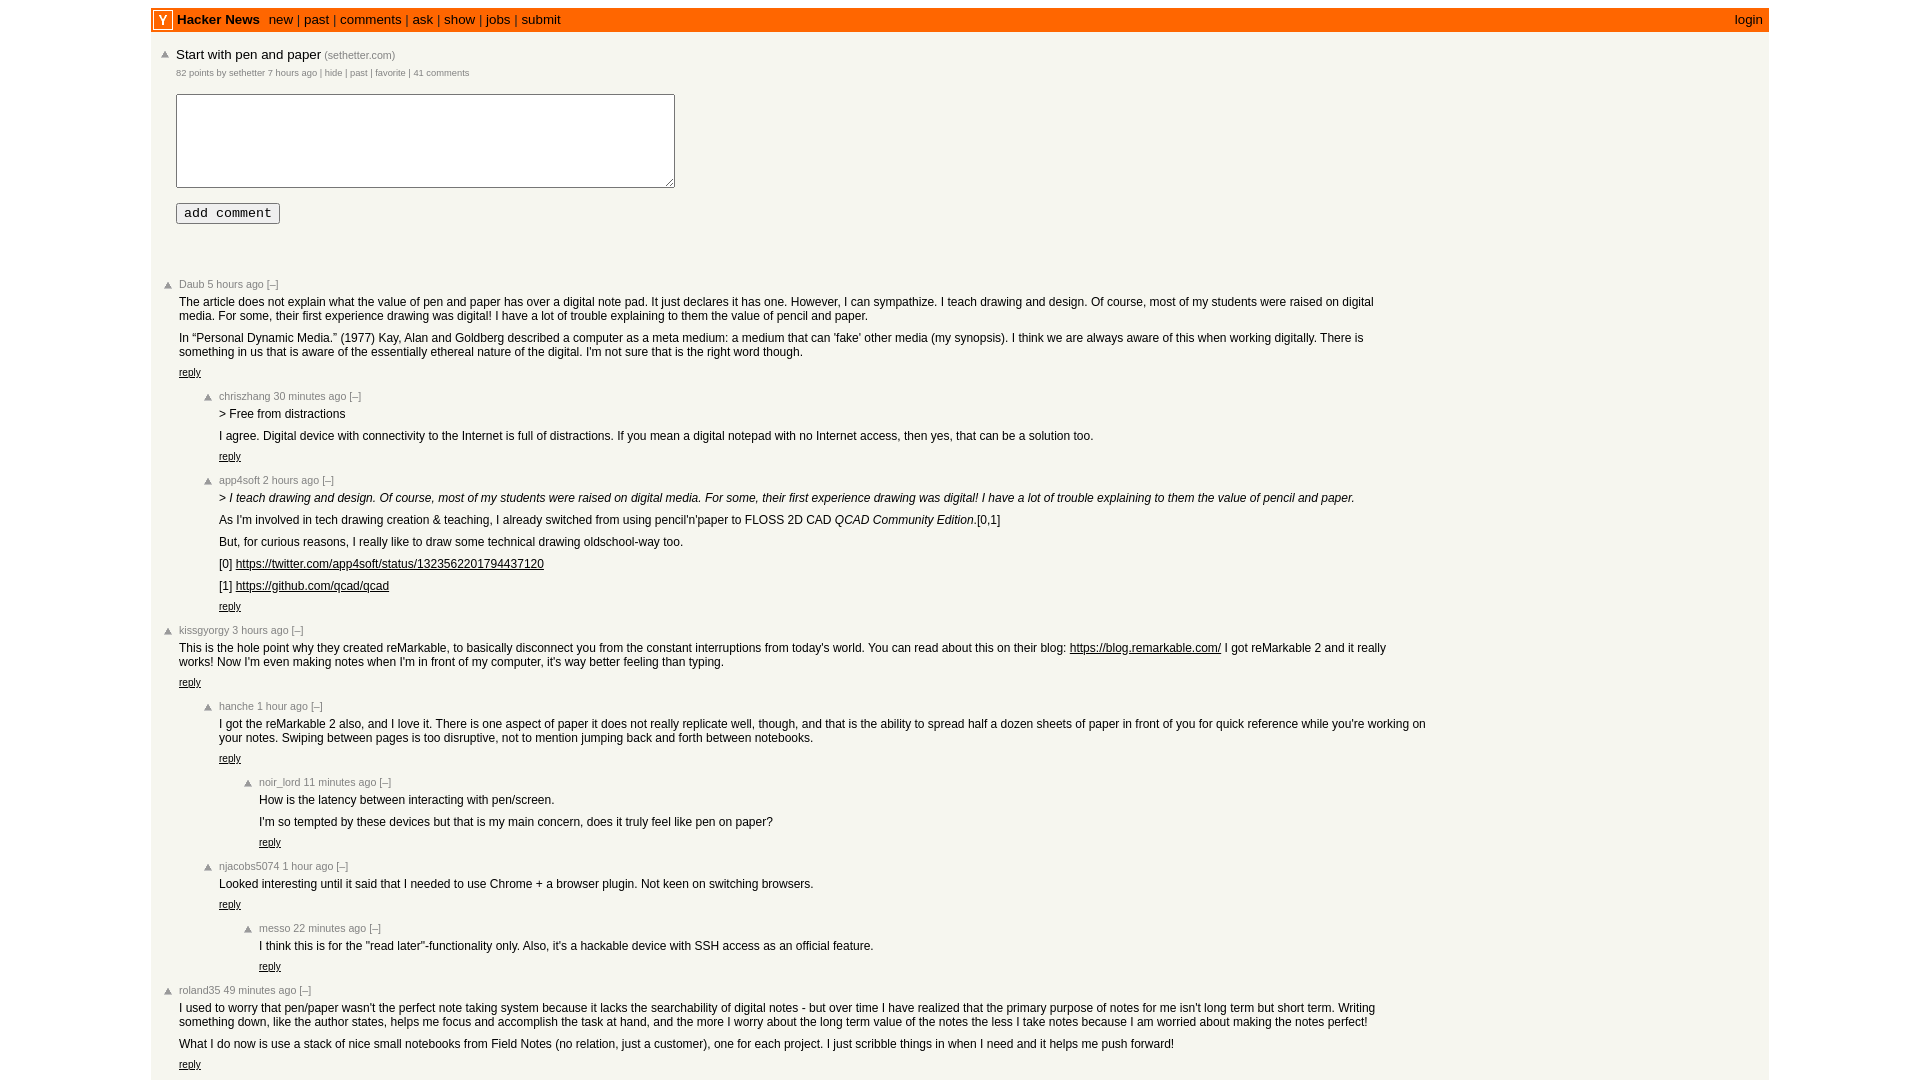 Y Hacker News new | past | comments | ask | show | jobs | submit login
Start with pen and paper (sethetter.com)
82 points by sethetter 7 hours ago | hide | past | favorite | 41 comments
add comment
Daub 5 hours ago [–]
The article does not explain what the value of pen and paper has over a digital note pad. It just declares it has one. However, I can sympathize. I teach drawing and design. Of course, most of my students were raised on digital
media. For some, their first experience drawing was digital! I have a lot of trouble explaining to them the value of pencil and paper.
In “Personal Dynamic Media.” (1977) Kay, Alan and Goldberg described a computer as a meta medium: a medium that can 'fake' other media (my synopsis). I think we are always aware of this when working digitally. There is
something in us that is aware of the essentially ethereal nature of the digital. I'm not sure that is the right word though.
reply
chriszhang 30 minutes ago [–]
> Free from distractions
I agree. Digital device with connectivity to the Internet is full of distractions. If you mean a digital notepad with no Internet access, then yes, that can be a solution too.
reply
app4soft 2 hours ago [–]
> I teach drawing and design. Of course, most of my students were raised on digital media. For some, their first experience drawing was digital! I have a lot of trouble explaining to them the value of pencil and paper.
As I'm involved in tech drawing creation & teaching, I already switched from using pencil'n'paper to FLOSS 2D CAD QCAD Community Edition.[0,1]
But, for curious reasons, I really like to draw some technical drawing oldschool-way too.
[0] https://twitter.com/app4soft/status/1323562201794437120
[1] https://github.com/qcad/qcad
reply
kissgyorgy 3 hours ago [–]
This is the hole point why they created reMarkable, to basically disconnect you from the constant interruptions from today's world. You can read about this on their blog: https://blog.remarkable.com/ I got reMarkable 2 and it really
works! Now I'm even making notes when I'm in front of my computer, it's way better feeling than typing.
reply
hanche 1 hour ago [–]
I got the reMarkable 2 also, and I love it. There is one aspect of paper it does not really replicate well, though, and that is the ability to spread half a dozen sheets of paper in front of you for quick reference while you're working on
your notes. Swiping between pages is too disruptive, not to mention jumping back and forth between notebooks.
reply
noir_lord 11 minutes ago [–]
How is the latency between interacting with pen/screen.
I'm so tempted by these devices but that is my main concern, does it truly feel like pen on paper?
reply
njacobs5074 1 hour ago [–]
Looked interesting until it said that I needed to use Chrome + a browser plugin. Not keen on switching browsers.
reply
messo 22 minutes ago [–]
I think this is for the "read later"-functionality only. Also, it's a hackable device with SSH access as an official feature.
reply
roland35 49 minutes ago [–]
I used to worry that pen/paper wasn't the perfect note taking system because it lacks the searchability of digital notes - but over time I have realized that the primary purpose of notes for me isn't long term but short term. Writing
something down, like the author states, helps me focus and accomplish the task at hand, and the more I worry about the long term value of the notes the less I take notes because I am worried about making the notes perfect!
What I do now is use a stack of nice small notebooks from Field Notes (no relation, just a customer), one for each project. I just scribble things in when I need and it helps me push forward!
reply